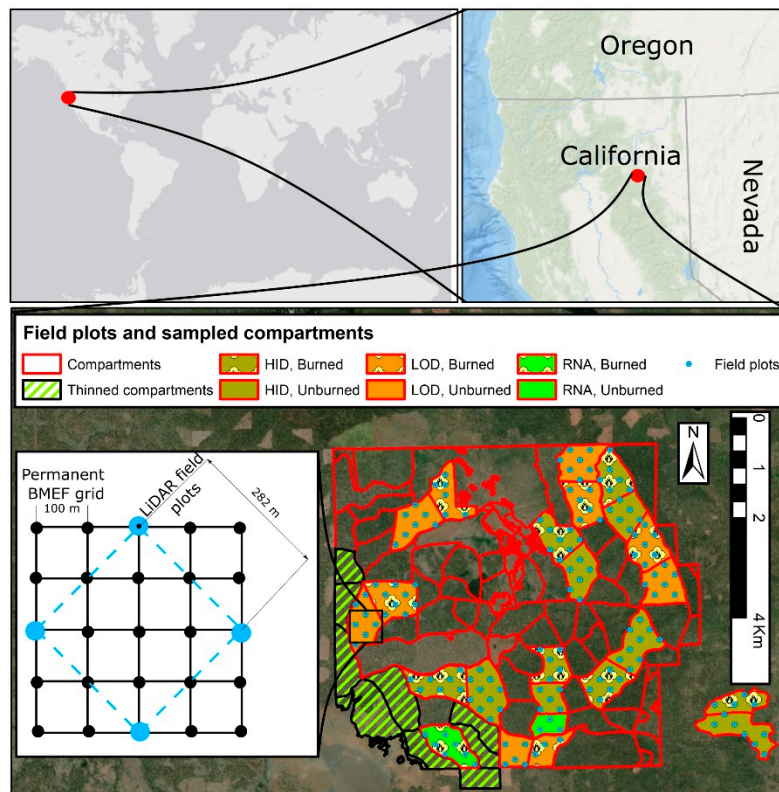 Oregon
California
Nevada
Field plots and sampled compartments
Compartments
HID, Burned
LOD, Burned
RNA, Burned
Field plots
Thinned compartments
HID, Unburned
LOD, Unburned
RNA, Unburned
Permanent
BMEF grid
100 m
LiDAR field
plots
282 m
N
0
1
2
4 Km